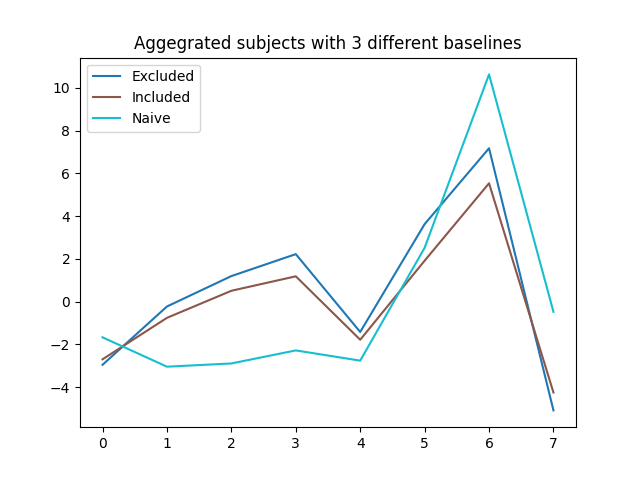 Aggegrated subjects with 3 different baselines
Excluded
Included
Naive
10
8
6
4
2
0
−2
−4
0 1 2 3 4 5 6 7